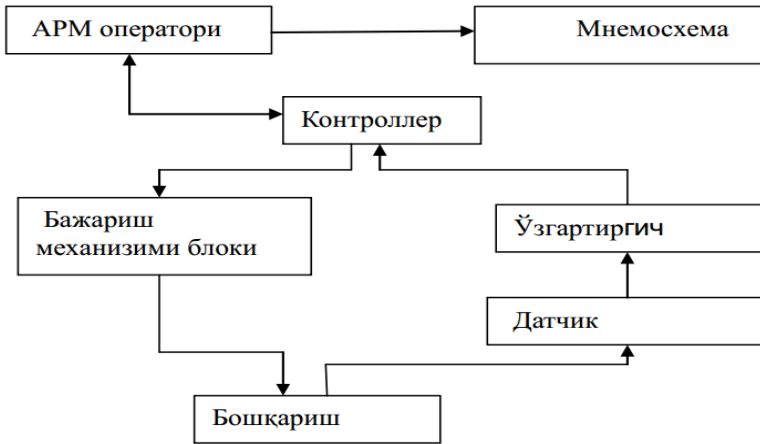 АРМ оператори
Мнемосхема
Контроллер
Бажариш
механизими блоки
Ўзгартиргич
Датчик
Бошқариш